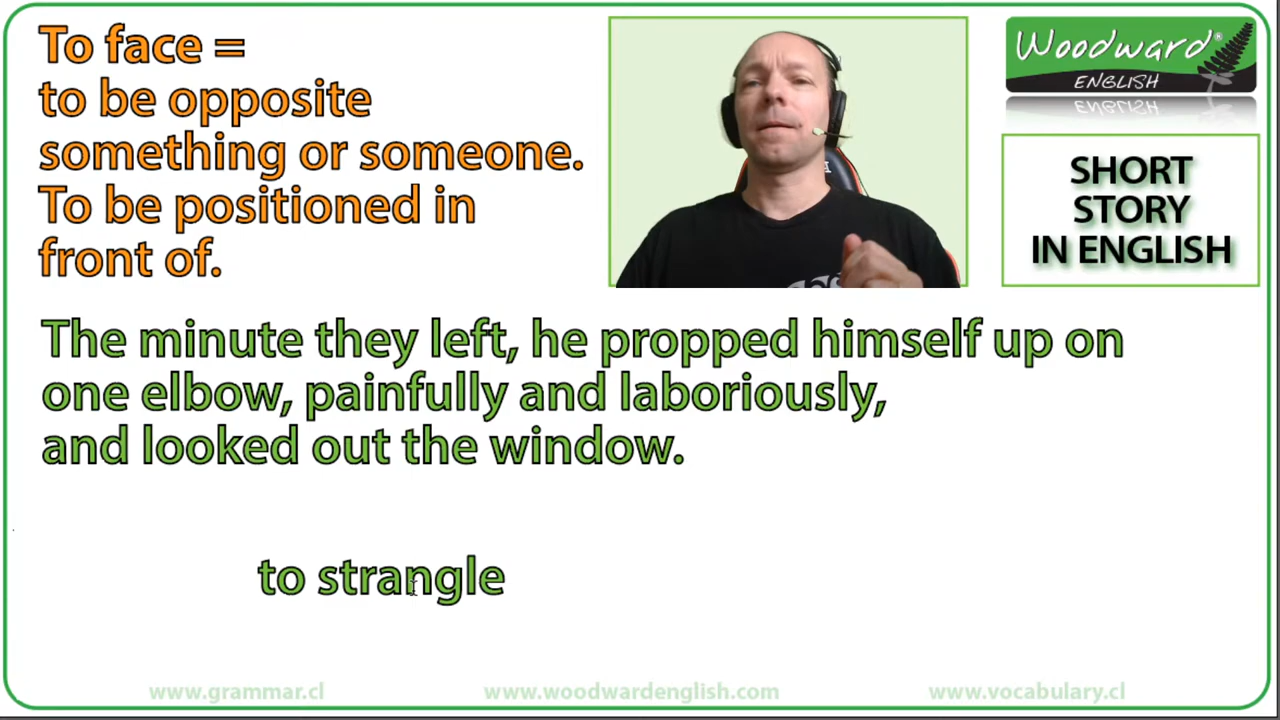 To face =
to be opposite
something or someone.
To be positioned in
front of.
Woodward®
ENGLISH
SHORT
STORY
IN ENGLISH
The minute they left, he propped himself up on
one elbow, painfully and laboriously,
and looked out the window.
to strangle
www.grammar.cl
www.woodwardenglish.com
www.vocabulary.cl